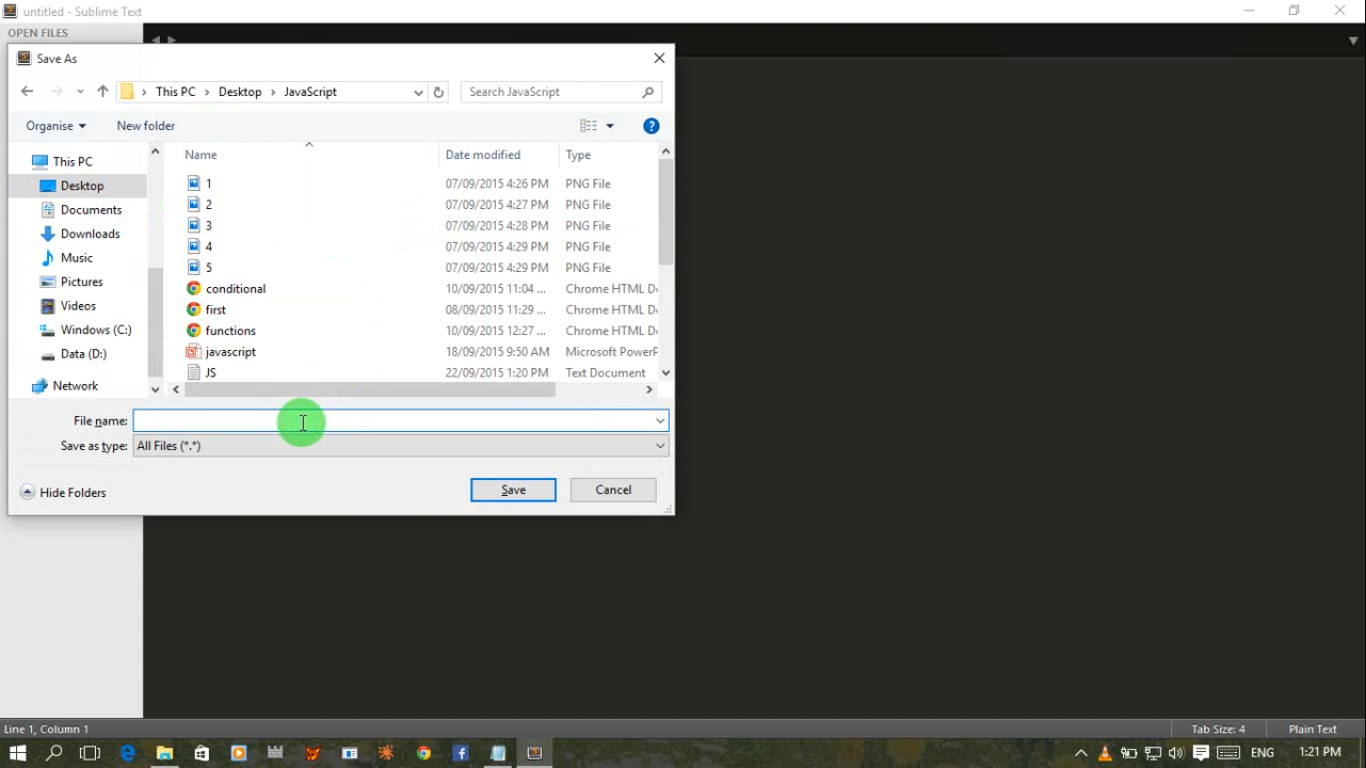 untitled - Sublime Text
OPEN FILES
Save As
This PC > Desktop > JavaScript
Search JavaScript
Organise
New folder
Name Date modified Type
This PC
Desktop
Documents
Downloads
Music
Pictures
Videos
Windows (C:)
Data (D:)
Network
1 07/09/2015 4:26 PM PNG File
2 07/09/2015 4:27 PM PNG File
3 07/09/2015 4:28 PM PNG File
4 07/09/2015 4:29 PM PNG File
5 07/09/2015 4:29 PM PNG File
conditional 10/09/2015 11:04 ... Chrome HTML D
first 08/09/2015 11:29 ... Chrome HTML D
functions 10/09/2015 12:27 ... Chrome HTML D
javascript 18/09/2015 9:50 AM Microsoft PowerP
JS 22/09/2015 1:20 PM Text Document
File name:
Save as type: All Files (*.*)
Hide Folders
Save
Cancel
Line 1, Column 1
Tab Size: 4
Plain Text
ENG
1:21 PM